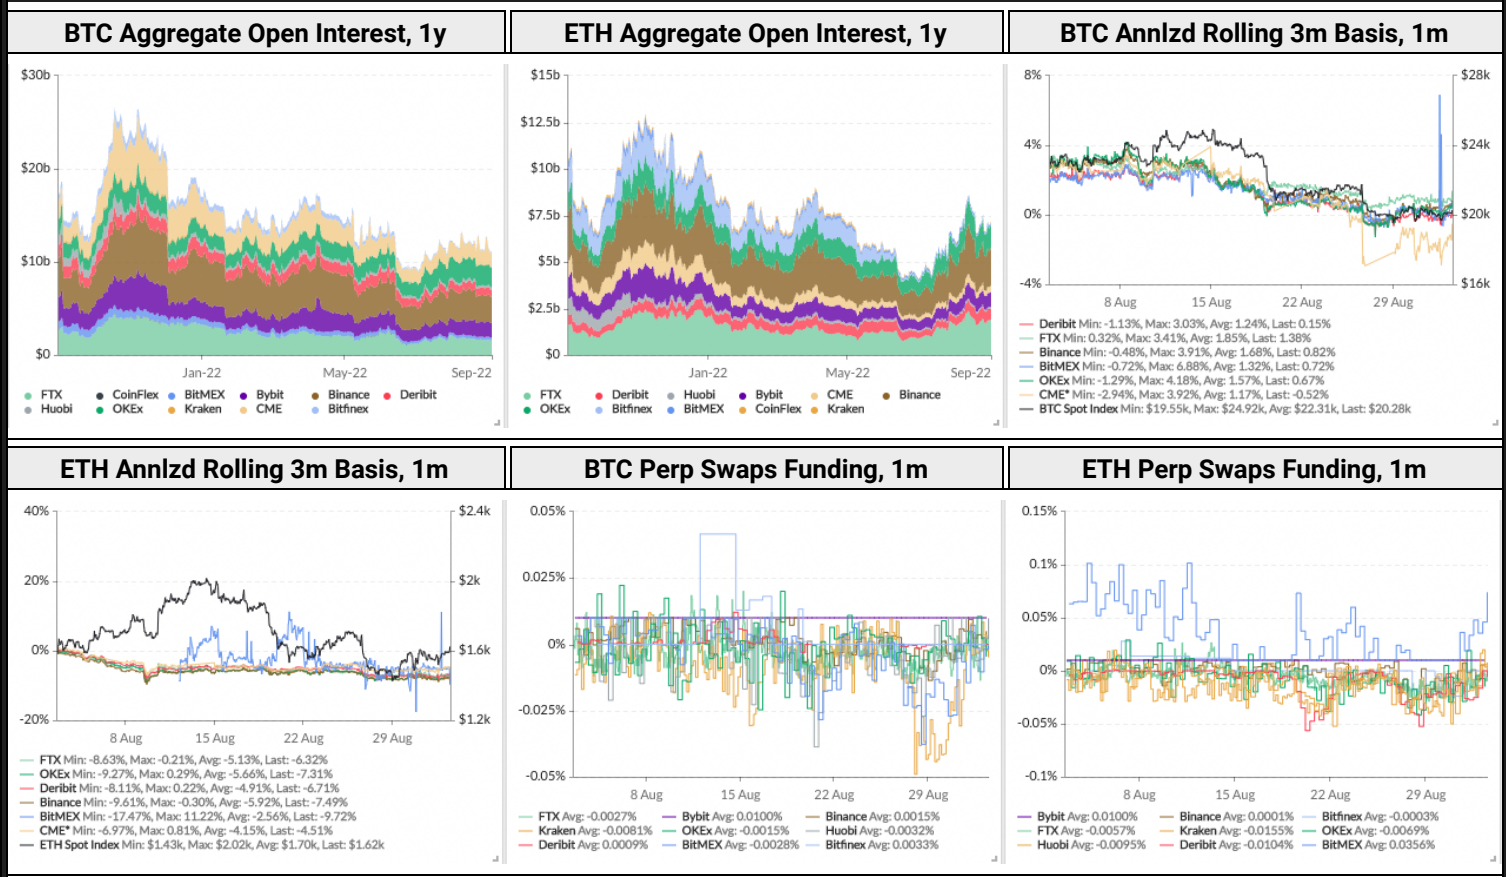 BTC Aggregate Open Interest, 1y
$30b
$20b
$10b
$0
Jan-22 May-22 Sep-22
FTX CoinFlex BitMEX Bybit Binance Deribit
Huobi OKEx Kraken CME Bitfinex
ETH Aggregate Open Interest, 1y
$15b
$12.5b
$10b
$7.5b
$5b
$2.5b
$0
Jan-22 May-22 Sep-22
FTX Deribit Huobi Bybit CME Binance
OKEx Bitfinex BitMEX CoinFlex Kraken
BTC Annlzd Rolling 3m Basis, 1m
8% $28k
4% $24k
0% $20k
-4% $16k
8 Aug 15 Aug 22 Aug 29 Aug
Deribit Min: -1.13%, Max: 3.03%, Avg: 1.24%, Last: 0.15%
FTX Min: 0.32%, Max: 3.41%, Avg: 1.85%, Last: 1.38%
Binance Min: -0.48%, Max: 3.91%, Avg: 1.68%, Last: 0.82%
BitMEX Min: -0.72%, Max: 6.88%, Avg: 1.32%, Last: 0.72%
OKEx Min: -1.29%, Max: 4.18%, Avg: 1.57%, Last: 0.67%
CME* Min: -2.94%, Max: 3.92%, Avg: 1.17%, Last: -0.52%
BTC Spot Index Min: $19.55k, Max: $24.92k, Avg: $22.31k, Last: $20.28k
ETH Annlzd Rolling 3m Basis, 1m
40% $2.4k
20% $2k
0% $1.6k
-20% $1.2k
8 Aug 15 Aug 22 Aug 29 Aug
FTX Min: -8.63%, Max: -0.21%, Avg: -5.13%, Last: -6.32%
OKEx Min: -9.27%, Max: 0.29%, Avg: -5.66%, Last: -7.31%
Deribit Min: -8.11%, Max: 0.22%, Avg: -4.91%, Last: -6.71%
Binance Min: -9.61%, Max: -0.30%, Avg: -5.92%, Last: -7.49%
BitMEX Min: -17.47%, Max: 11.22%, Avg: -2.56%, Last: -9.72%
CME* Min: -6.97%, Max: 0.81%, Avg: -4.15%, Last: -4.51%
ETH Spot Index Min: $1.43k, Max: $2.02k, Avg: $1.70k, Last: $1.62k
BTC Perp Swaps Funding, 1m
0.05%
0.025%
0%
-0.025%
-0.05%
8 Aug 15 Aug 22 Aug 29 Aug
FTX Avg: -0.0027% Bybit Avg: 0.0100% Binance Avg: 0.0015%
Kraken Avg: -0.0081% OKEx Avg: -0.0015% Huobi Avg: -0.0032%
Deribit Avg: 0.0009% BitMEX Avg: -0.0028% Bitfinex Avg: 0.0033%
ETH Perp Swaps Funding, 1m
0.15%
0.1%
0.05%
0%
-0.05%
-0.1%
8 Aug 15 Aug 22 Aug 29 Aug
Bybit Avg: 0.0100% Binance Avg: 0.0001% Bitfinex Avg: -0.0003%
FTX Avg: -0.0057% Kraken Avg: -0.0155% OKEx Avg: -0.0069%
Huobi Avg: -0.0095% Deribit Avg: -0.0104% BitMEX Avg: 0.0356%